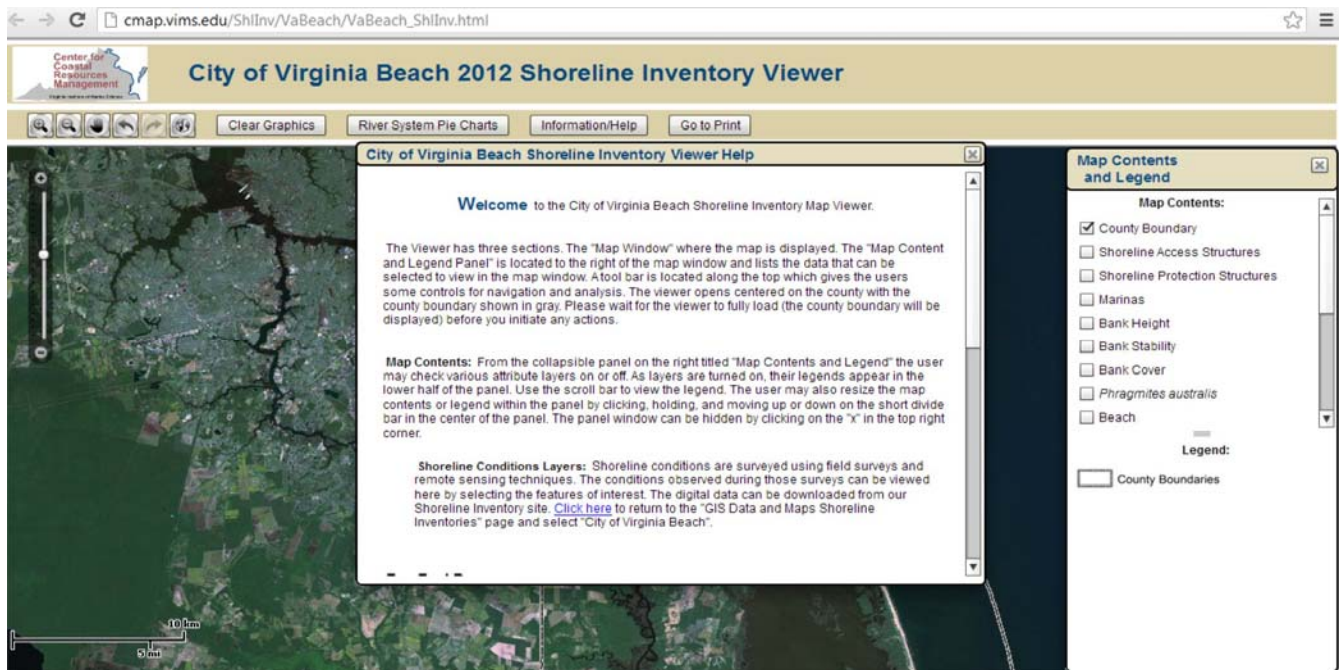 cmap.vims.edu/ShlInv/VaBeach/VaBeach_ShlInv.html
Center for
Coastal
Resources
Management
City of Virginia Beach 2012 Shoreline Inventory Viewer
Clear Graphics
River System Pie Charts
Information/Help
Go to Print
City of Virginia Beach Shoreline Inventory Viewer Help
Welcome to the City of Virginia Beach Shoreline Inventory Map Viewer.
The Viewer has three sections. The "Map Window" where the map is displayed. The "Map Content
and Legend Panel" is located to the right of the map window and lists the data that can be
selected to view in the map window. A tool bar is located along the top which gives the users
some controls for navigation and analysis. The viewer opens centered on the county with the
county boundary shown in gray. Please wait for the viewer to fully load (the county boundary will be
displayed) before you initiate any actions.
Map Contents: From the collapsible panel on the right titled "Map Contents and Legend" the user
may check various attribute layers on or off. As layers are turned on, their legends appear in the
lower half of the panel. Use the scroll bar to view the legend. The user may also resize the map
contents or legend within the panel by clicking, holding, and moving up or down on the short divide
bar in the center of the panel. The panel window can be hidden by clicking on the "x" in the top right
corner.
Shoreline Conditions Layers: Shoreline conditions are surveyed using field surveys and
remote sensing techniques. The conditions observed during those surveys can be viewed
here by selecting the features of interest. The digital data can be downloaded from our
Shoreline Inventory site. Click here to return to the "GIS Data and Maps Shoreline
Inventories" page and select "City of Virginia Beach".
Map Contents
and Legend
Map Contents:
County Boundary
Shoreline Access Structures
Shoreline Protection Structures
Marinas
Bank Height
Bank Stability
Bank Cover
Phragmites australis
Beach
Legend:
County Boundaries
10 km
5 mi